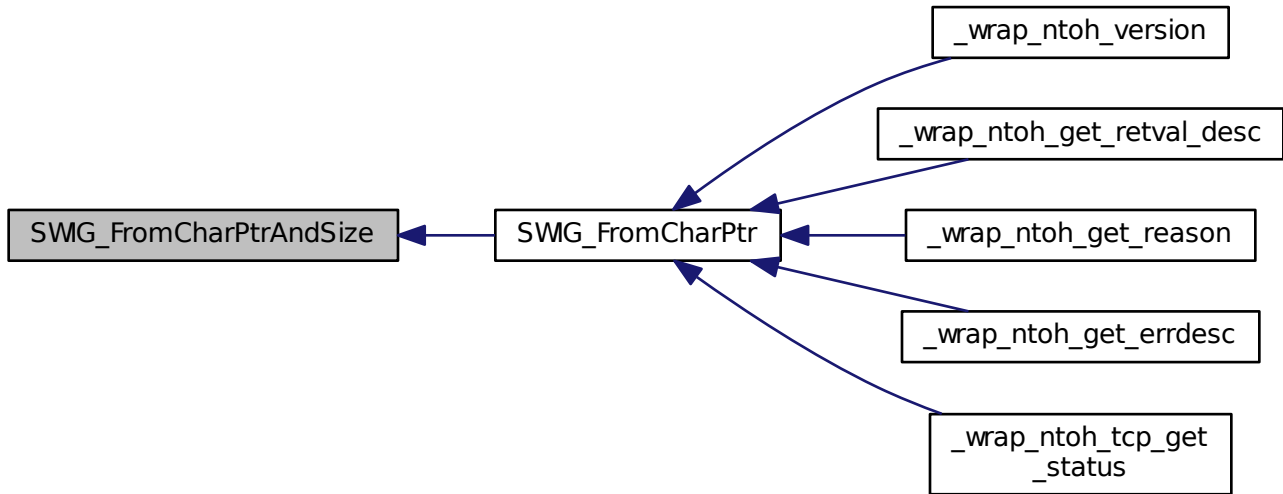 _wrap_ntoh_version
_wrap_ntoh_get_retval_desc
SWIG_FromCharPtrAndSize
SWIG_FromCharPtr
_wrap_ntoh_get_reason
_wrap_ntoh_get_errdesc
_wrap_ntoh_tcp_get
_status